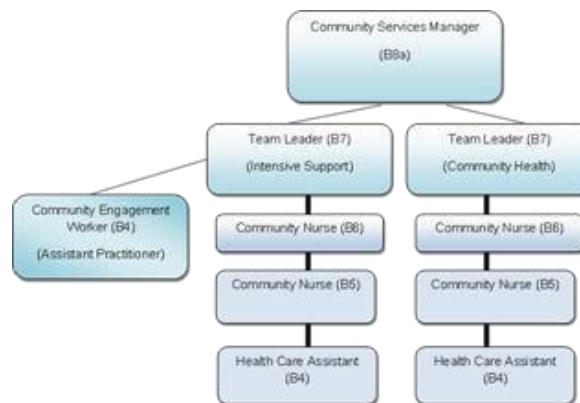 Community Services Manager
(B8a)
Team Leader (B7)
(Intensive Support)
Team Leader (B7)
(Community Health)
Community Engagement
Worker (B4)
(Assistant Practitioner)
Community Nurse (B6)
Community Nurse (B6)
Community Nurse (B5)
Community Nurse (B5)
Health Care Assistant
(B4)
Health Care Assistant
(B4)